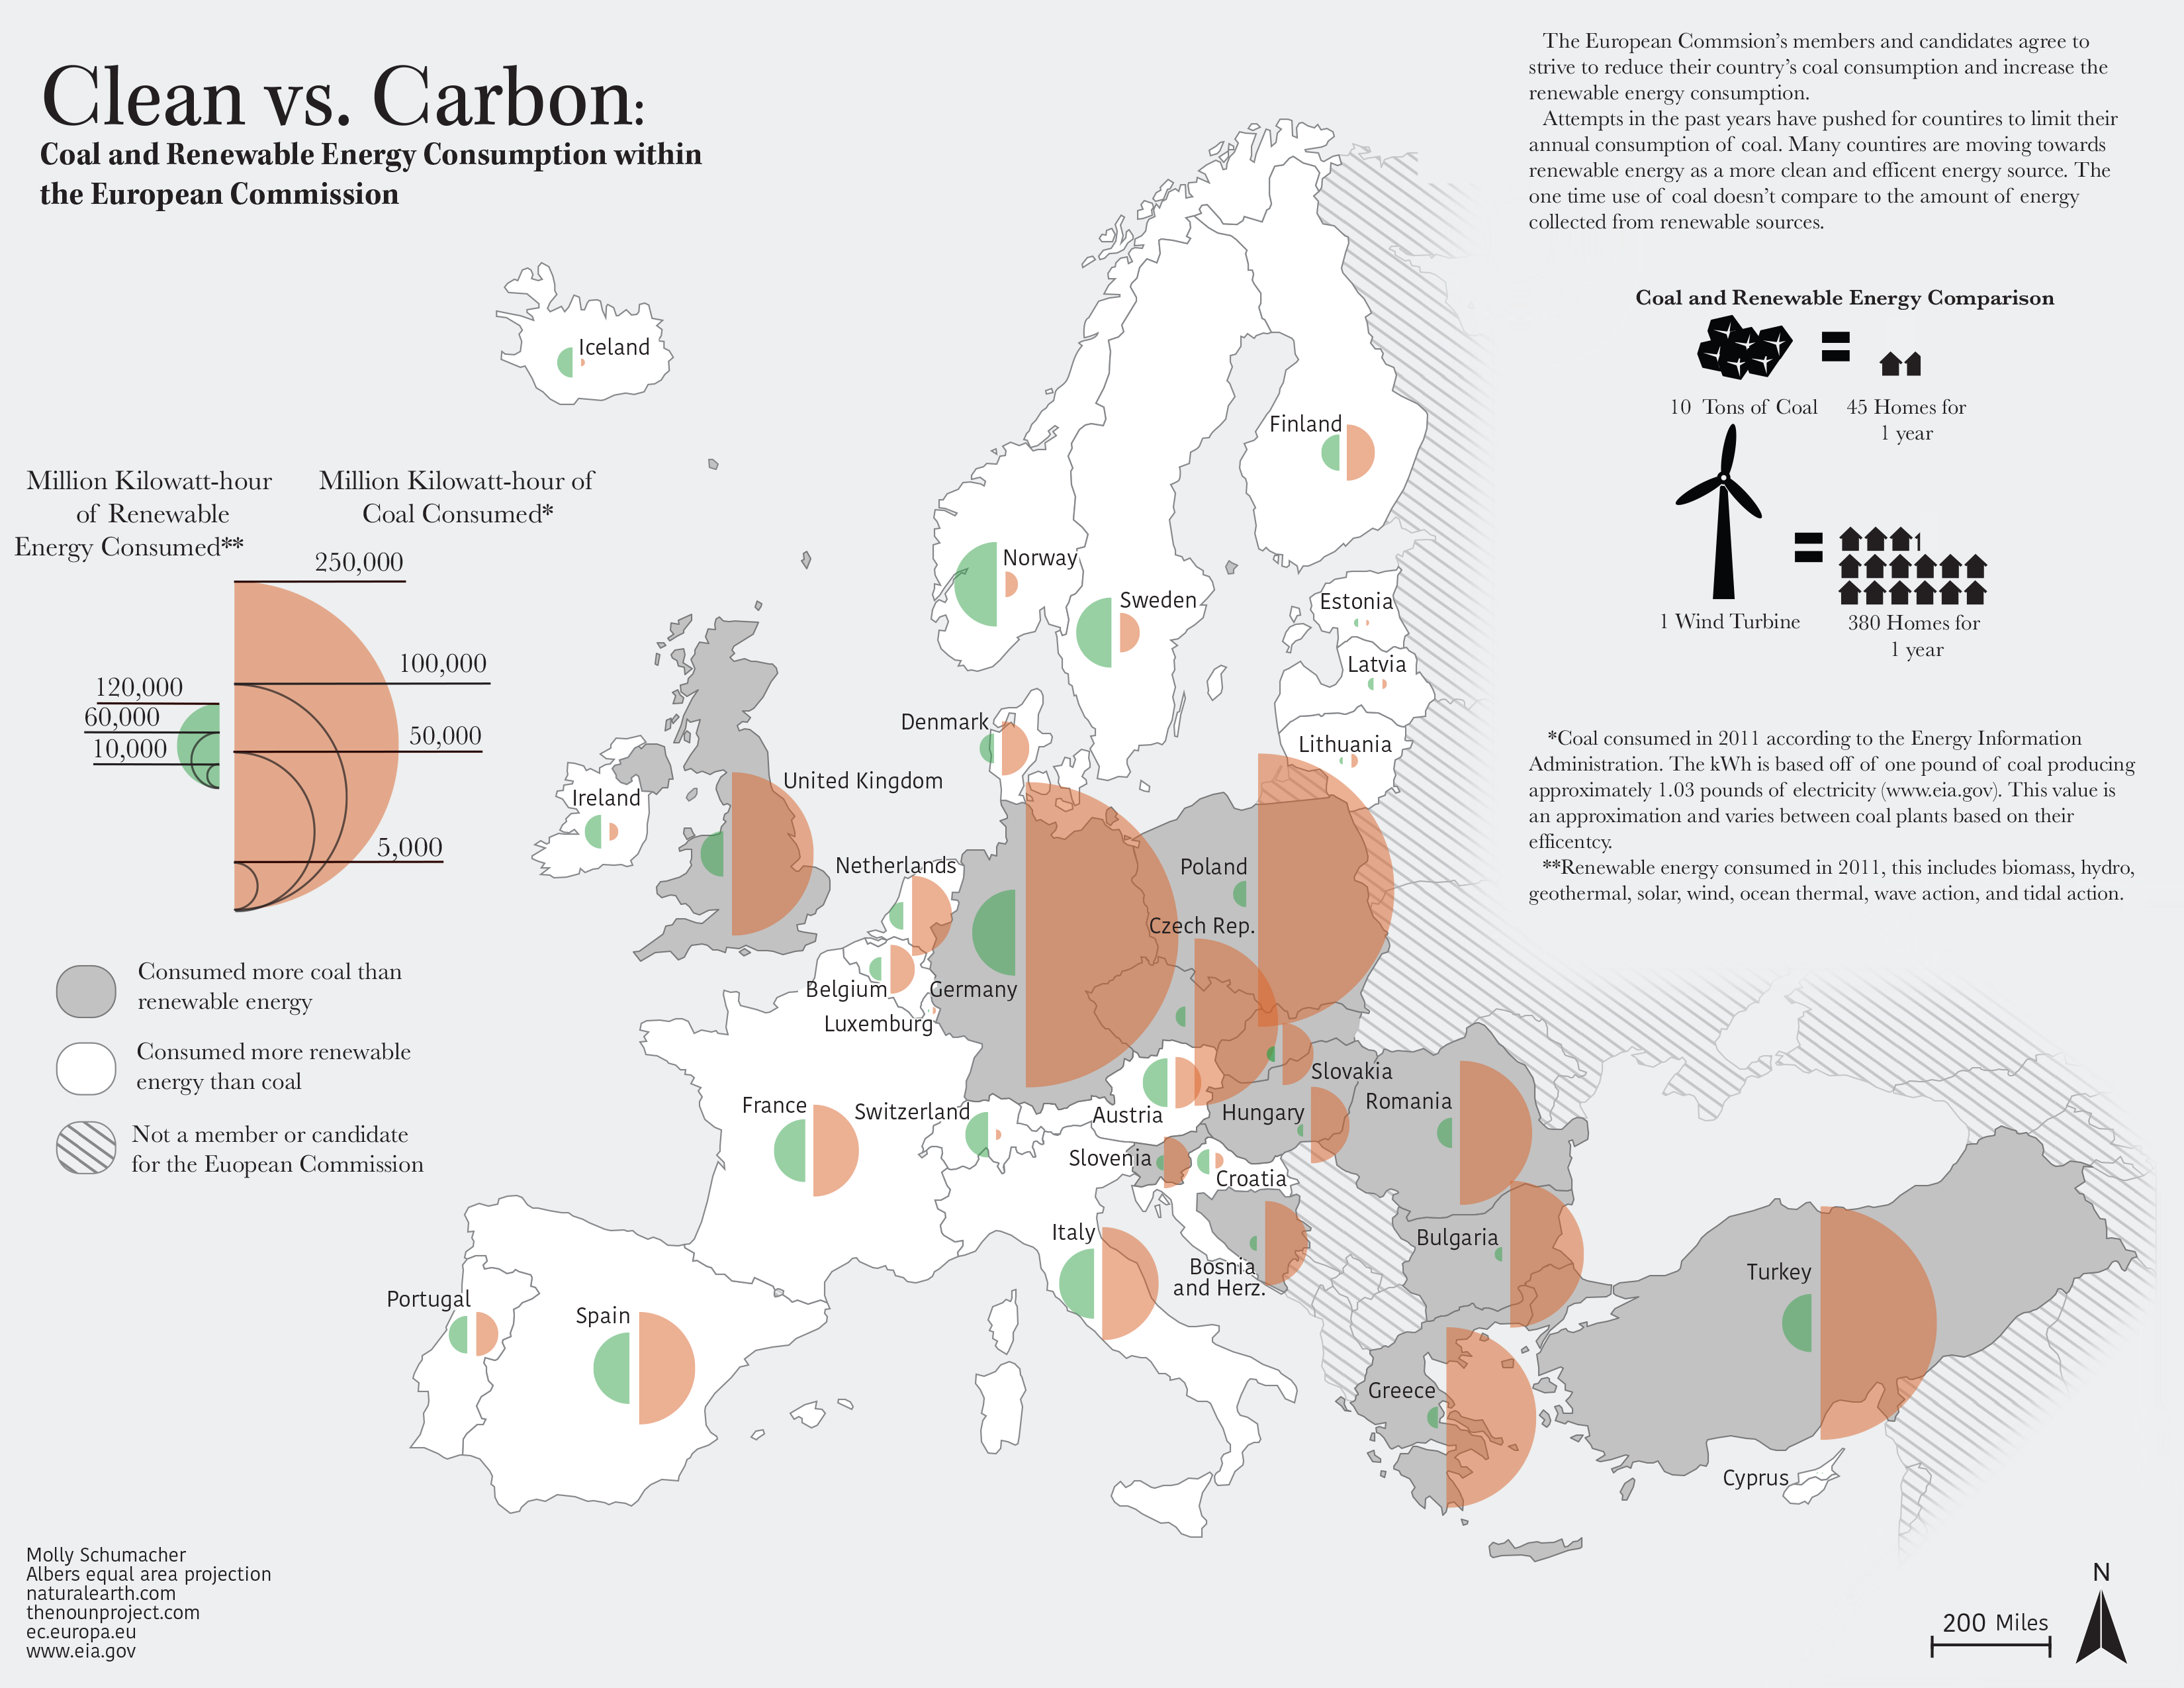 Clean vs. Carbon:
Coal and Renewable Energy Consumption within
the European Commission
The European Commsion’s members and candidates agree to
strive to reduce their country’s coal consumption and increase the
renewable energy consumption.
Attempts in the past years have pushed for countires to limit their
annual consumption of coal. Many countires are moving towards
renewable energy as a more clean and efficent energy source. The
one time use of coal doesn’t compare to the amount of energy
collected from renewable sources.
Coal and Renewable Energy Comparison
10 Tons of Coal
45 Homes for
1 year
1 Wind Turbine
380 Homes for
1 year
*Coal consumed in 2011 according to the Energy Information
Administration. The kWh is based off of one pound of coal producing
approximately 1.03 pounds of electricity (www.eia.gov). This value is
an approximation and varies between coal plants based on their
efficentcy.
**Renewable energy consumed in 2011, this includes biomass, hydro,
geothermal, solar, wind, ocean thermal, wave action, and tidal action.
Million Kilowatt-hour
of Renewable
Energy Consumed**
Million Kilowatt-hour of
Coal Consumed*
250,000
100,000
120,000
60,000
50,000
10,000
5,000
Consumed more coal than
renewable energy
Consumed more renewable
energy than coal
Not a member or candidate
for the Euopean Commission
Iceland
Finland
Norway
Sweden
Estonia
Latvia
Denmark
Lithuania
United Kingdom
Ireland
Netherlands
Poland
Czech Rep.
Belgium
Germany
Luxemburg
Slovakia
Romania
France
Switzerland
Austria
Hungary
Slovenia
Croatia
Italy
Bulgaria
Bosnia
and Herz.
Turkey
Portugal
Spain
Greece
Cyprus
Molly Schumacher
Albers equal area projection
naturalearth.com
thenounproject.com
ec.europa.eu
www.eia.gov
N
200 Miles